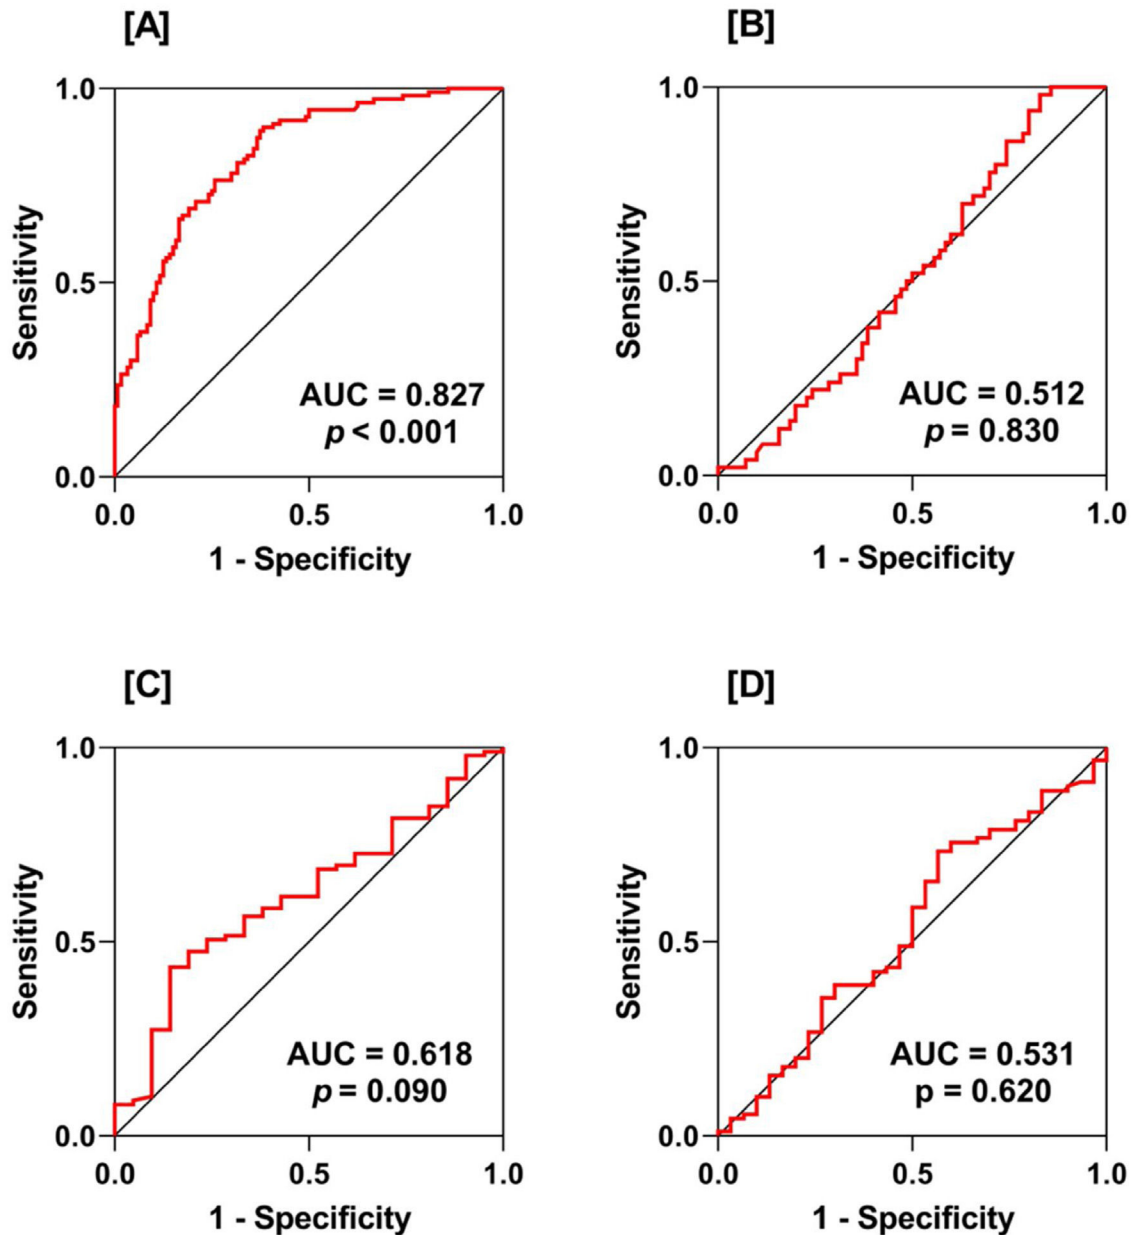 [A]
1.0
Sensitivity
0.5
AUC = 0.827
p < 0.001
0.0
0.0 0.5 1.0
1 - Specificity
[B]
1.0
Sensitivity
0.5
AUC = 0.512
p = 0.830
0.0
0.0 0.5 1.0
1 - Specificity
[C]
1.0
Sensitivity
0.5
AUC = 0.618
p = 0.090
0.0
0.0 0.5 1.0
1 - Specificity
[D]
1.0
Sensitivity
0.5
AUC = 0.531
p = 0.620
0.0
0.0 0.5 1.0
1 - Specificity